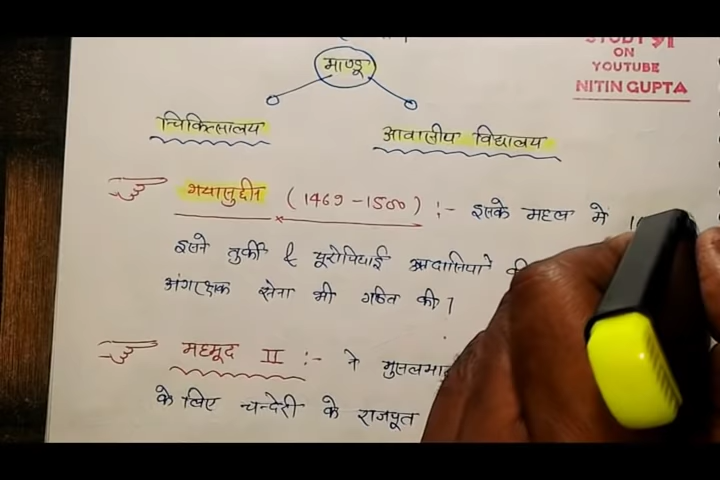 STUDY 91
ON
YOUTUBE
NITIN GUPTA
माण्डू
चिकित्सालय
आवासीय विद्यालय
गयासुद्दीन (1469-1500) :- इसके महल में
इसने तुर्की & यूरोपियाई
अंगरक्षक सेना भी गठित की।
महमूद II :- ने
के लिए चन्देरी के राजपूत